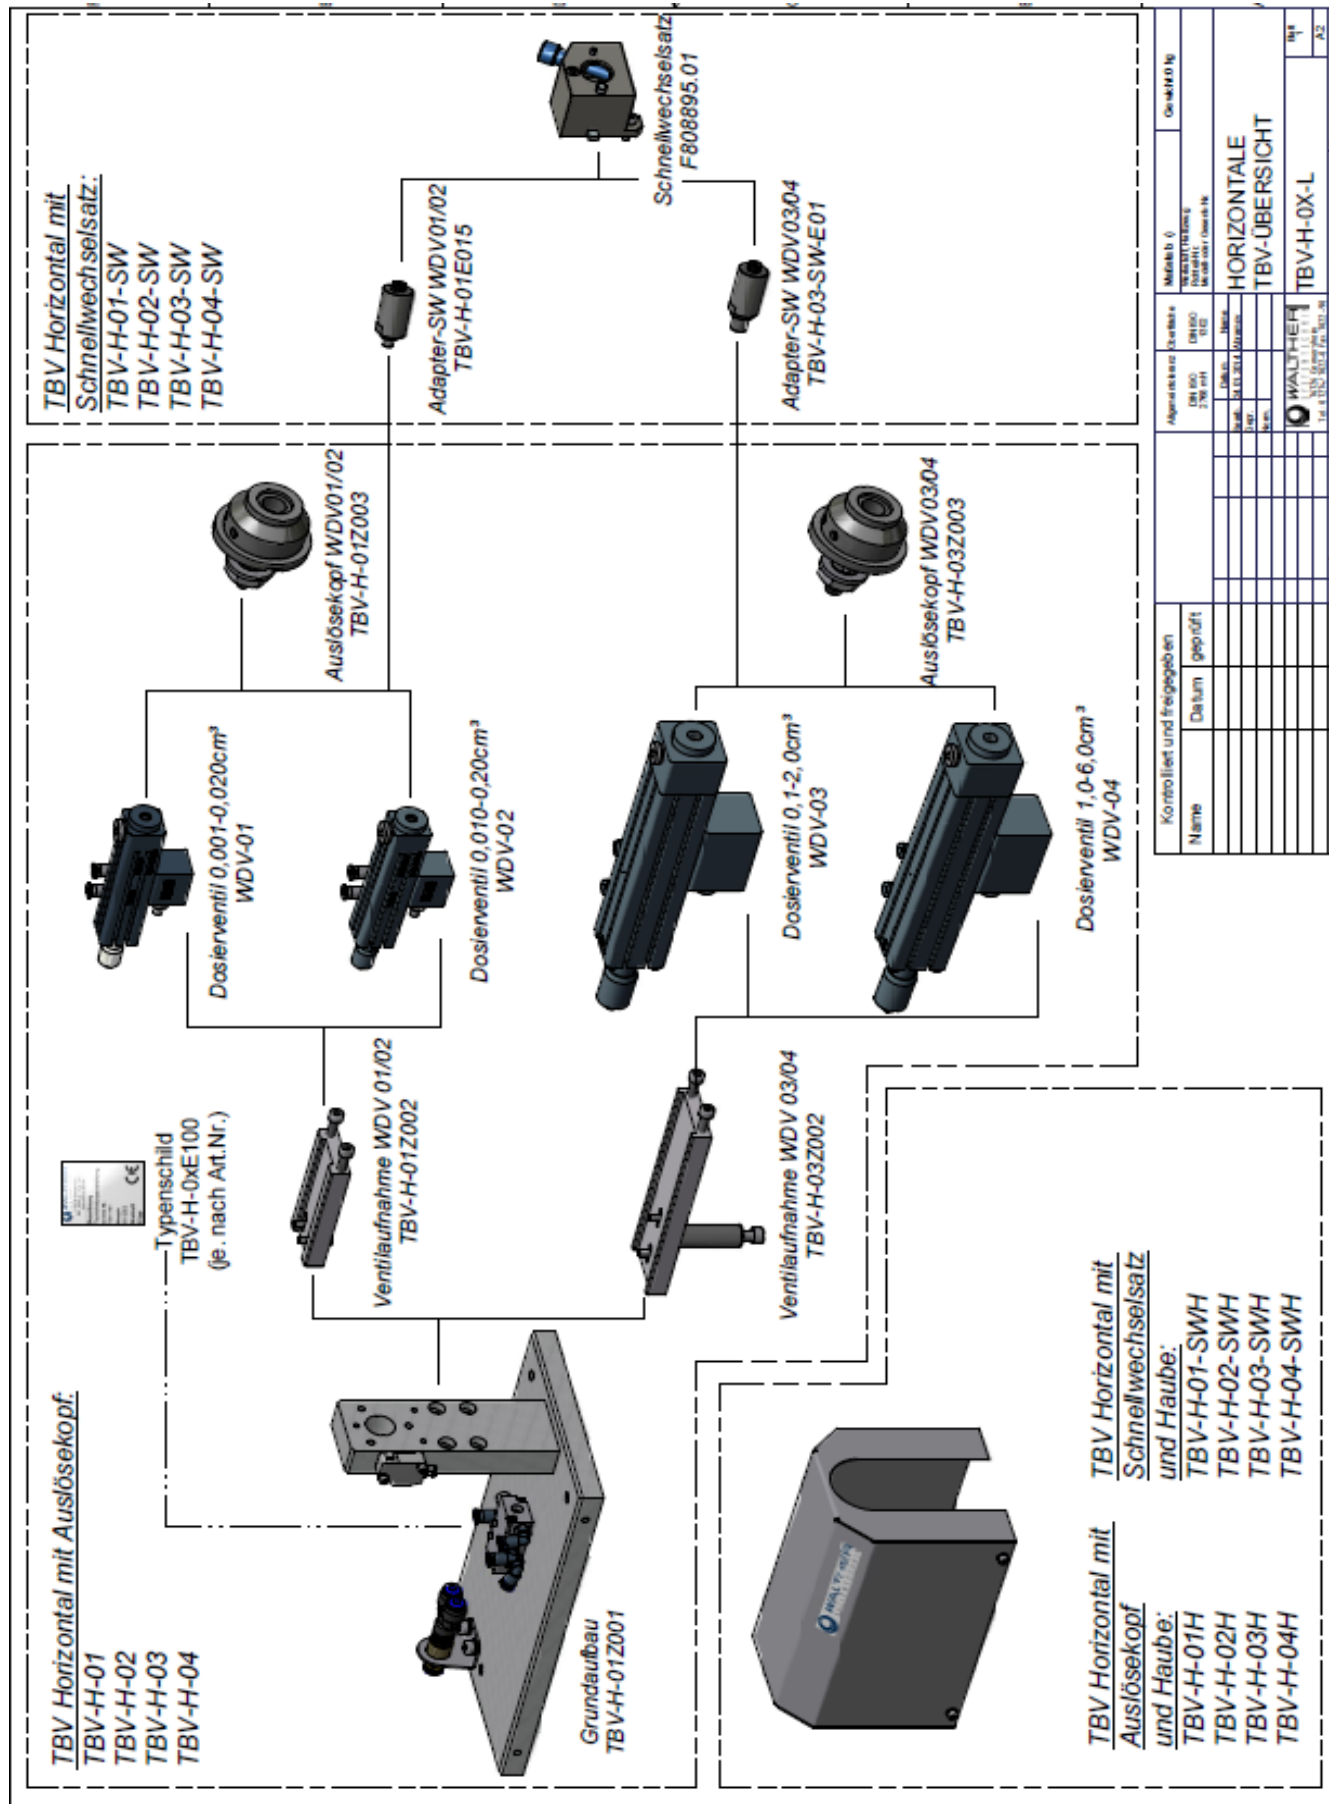 TBV Horizontal mit Auslösekopf:
TBV-H-01
TBV-H-02
TBV-H-03
TBV-H-04
Typenschild
TBV-H-0xE100
(je. nach Art.Nr.)
Grundaufbau
TBV-H-01Z001
Ventilaufnahme WDV 01/02
TBV-H-01Z002
Ventilaufnahme WDV 03/04
TBV-H-03Z002
Dosierventil 0,001-0,020cm³
WDV-01
Dosierventil 0,010-0,20cm³
WDV-02
Dosierventil 0,1-2,0cm³
WDV-03
Dosierventil 1,0-6,0cm³
WDV-04
Auslösekopf WDV01/02
TBV-H-01Z003
Auslösekopf WDV03/04
TBV-H-03Z003
TBV Horizontal mit
Schnellwechselsatz:
TBV-H-01-SW
TBV-H-02-SW
TBV-H-03-SW
TBV-H-04-SW
Adapter-SW WDV01/02
TBV-H-01E015
Adapter-SW WDV03/04
TBV-H-03-SW-E01
Schnellwechselsatz
F808895.01
WALTHER
TBV Horizontal mit
Auslösekopf
und Haube:
TBV-H-01H
TBV-H-02H
TBV-H-03H
TBV-H-04H
TBV Horizontal mit
Schnellwechselsatz
und Haube:
TBV-H-01-SWH
TBV-H-02-SWH
TBV-H-03-SWH
TBV-H-04-SWH
Kontrolliert und freigegeben
Name Datum geprüft
Datum Name
HORIZONTALE
TBV-ÜBERSICHT
WALTHER
TBV-H-0X-L
Blatt
1
A2